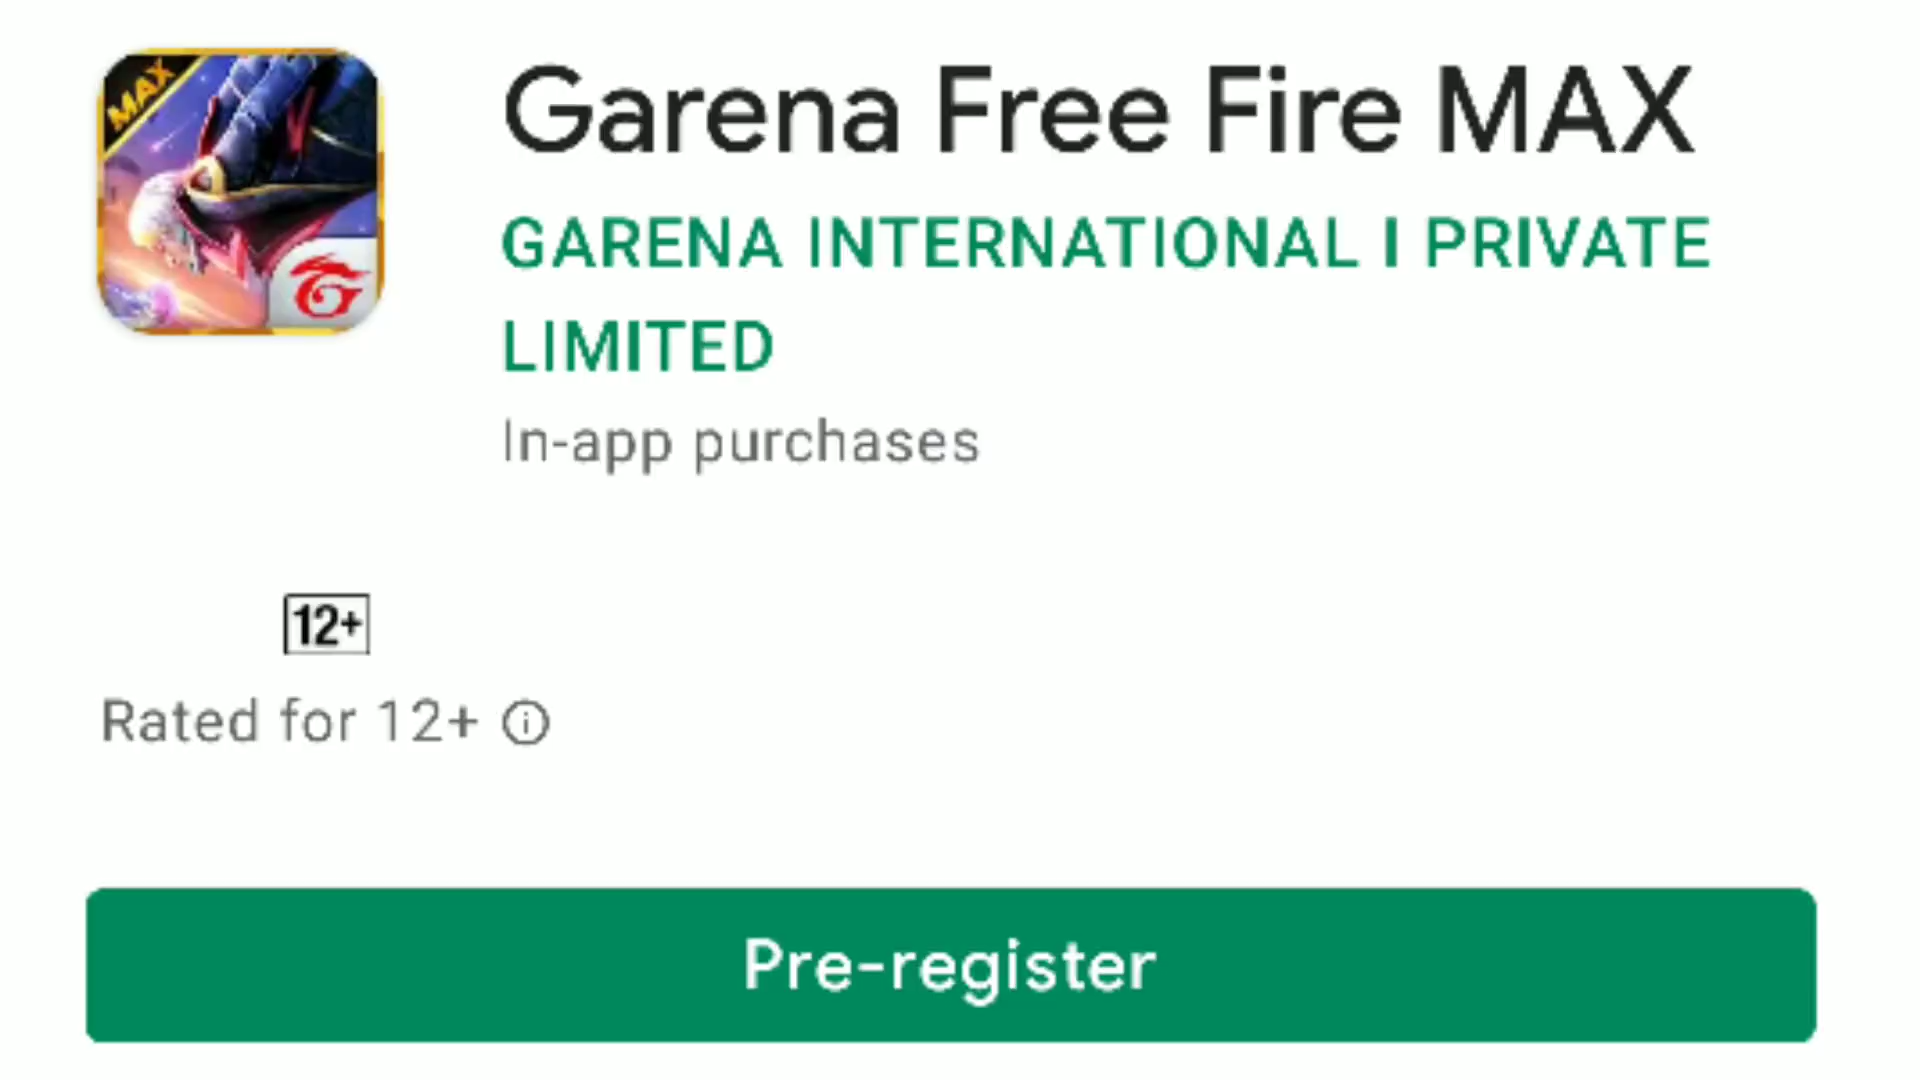 MAX
Garena Free Fire MAX
GARENA INTERNATIONAL I PRIVATE
LIMITED
In-app purchases
12+
Rated for 12+
Pre-register